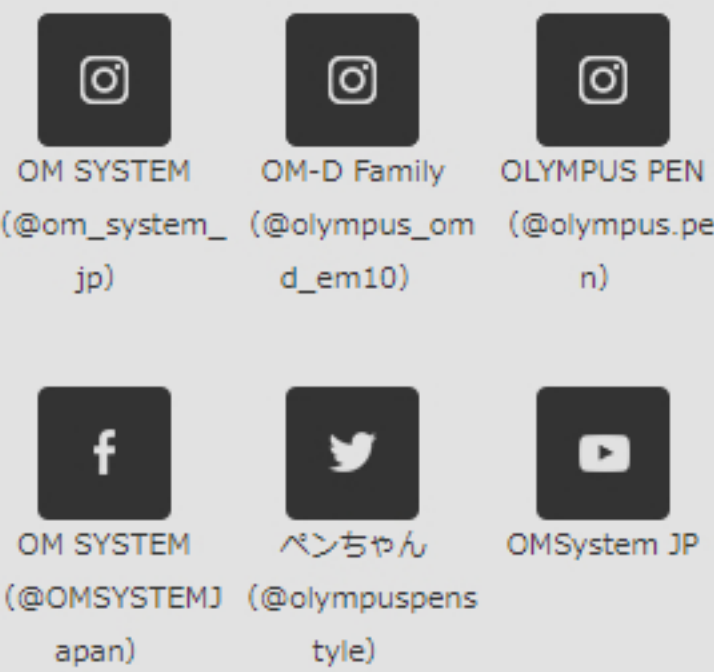 OM SYSTEM
（@om_system_
jp）
OM-D Family
（@olympus_om
d_em10）
OLYMPUS PEN
（@olympus.pe
n）
OM SYSTEM
（@OMSYSTEMJ
apan）
ペンちゃん
（@olympuspens
tyle）
OMSystem JP